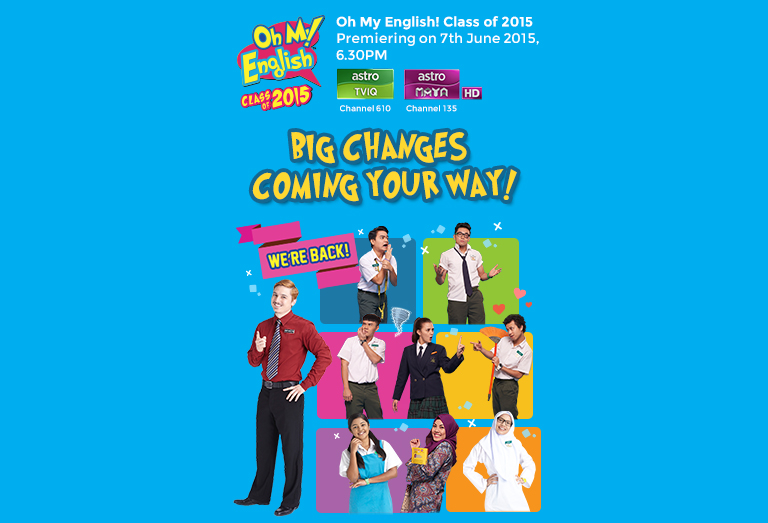 Oh My!
English
CLASS OF 2015
Oh My English! Class of 2015
Premiering on 7th June 2015,
6.30PM
astro
TVIQ
Channel 610
astro
MAYA HD
Channel 135
BIG CHANGES
COMING YOUR WAY!
WE'RE BACK!